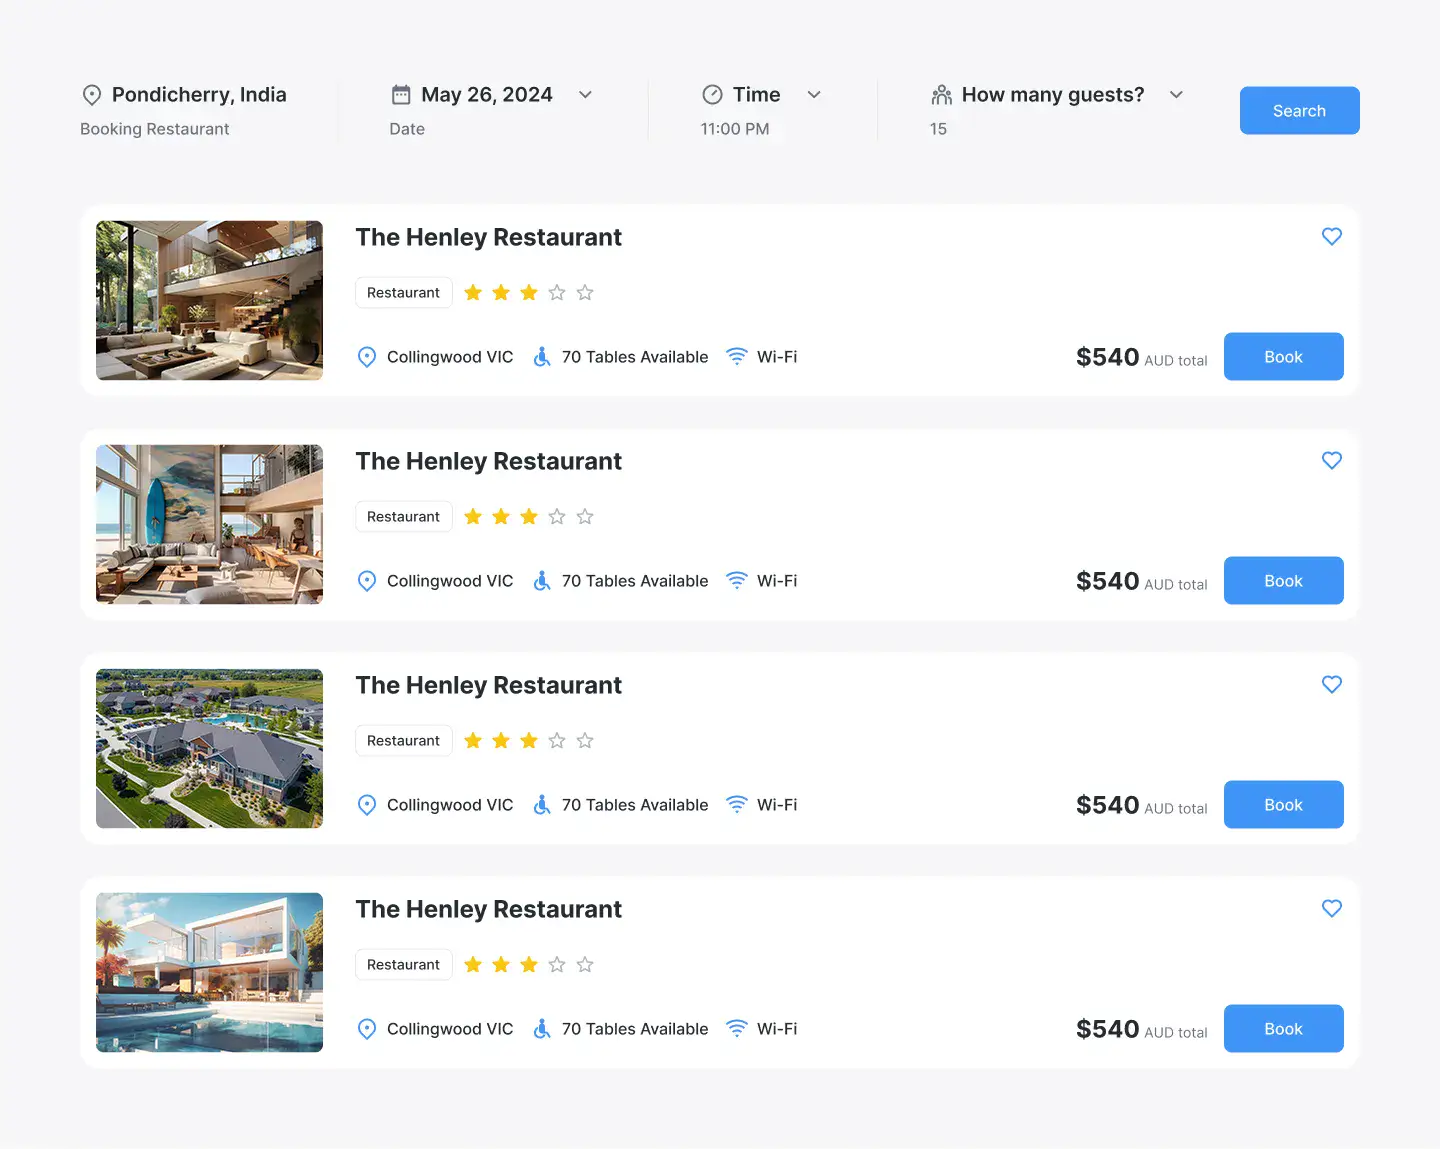 Pondicherry, India
Booking Restaurant
May 26, 2024
Date
Time
11:00 PM
How many guests?
15
Search
The Henley Restaurant
Restaurant
Collingwood VIC
70 Tables Available
Wi-Fi
$540 AUD total
Book
The Henley Restaurant
Restaurant
Collingwood VIC
70 Tables Available
Wi-Fi
$540 AUD total
Book
The Henley Restaurant
Restaurant
Collingwood VIC
70 Tables Available
Wi-Fi
$540 AUD total
Book
The Henley Restaurant
Restaurant
Collingwood VIC
70 Tables Available
Wi-Fi
$540 AUD total
Book